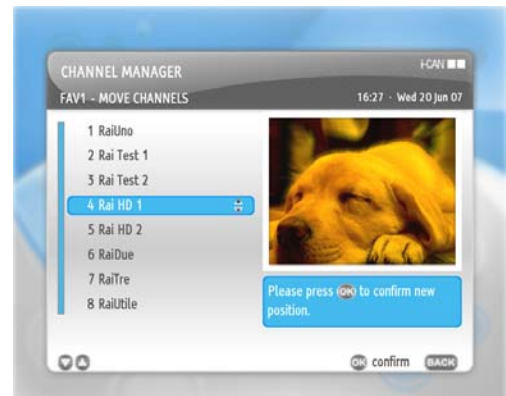 i-CAN
CHANNEL MANAGER
FAV1 - MOVE CHANNELS
16:27 - Wed 20 Jun 07
1 RaiUno
2 Rai Test 1
3 Rai Test 2
4 Rai HD 1
5 Rai HD 2
6 RaiDue
7 RaiTre
8 RaiUtile
Please press OK to confirm new
position.
OK confirm BACK